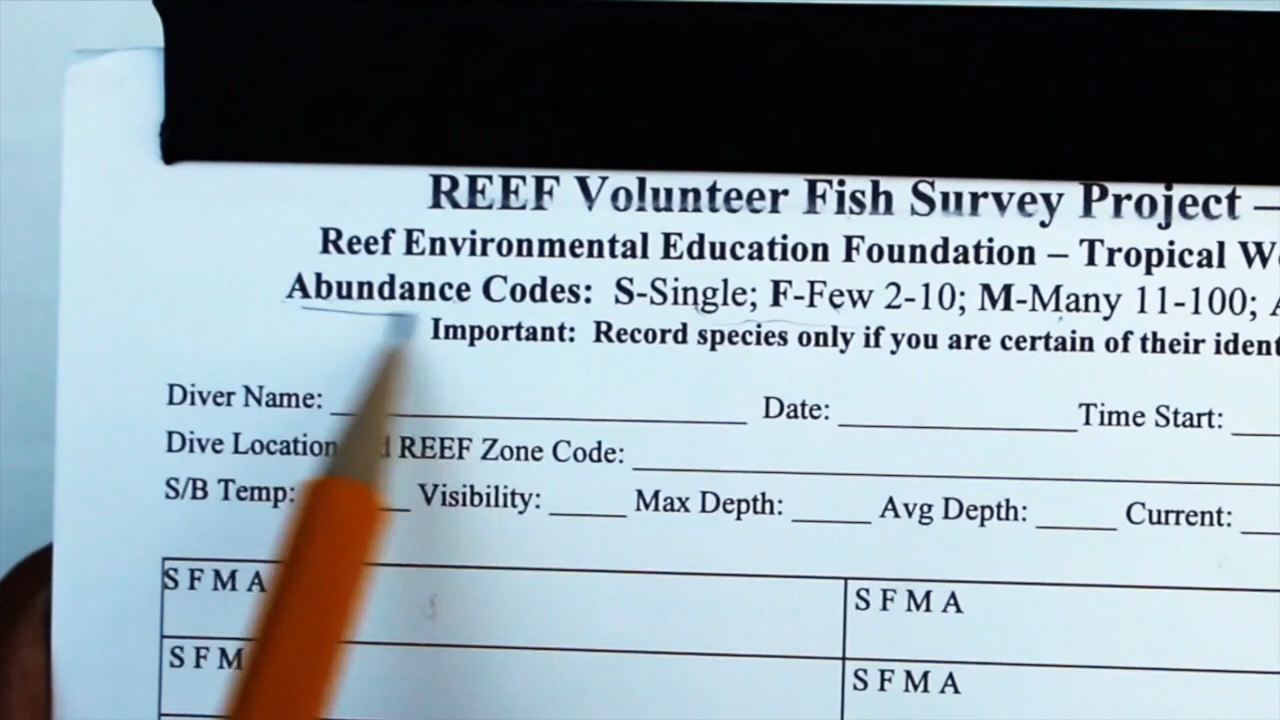 REEF Volunteer Fish Survey Project –
Reef Environmental Education Foundation – Tropical W
Abundance Codes: S-Single; F-Few 2-10; M-Many 11-100; A
Important: Record species only if you are certain of their ident
Diver Name: Date: Time Start:
Dive Location d REEF Zone Code:
S/B Temp: Visibility: Max Depth: Avg Depth: Current:
S F M A S F M A
S F M S F M A